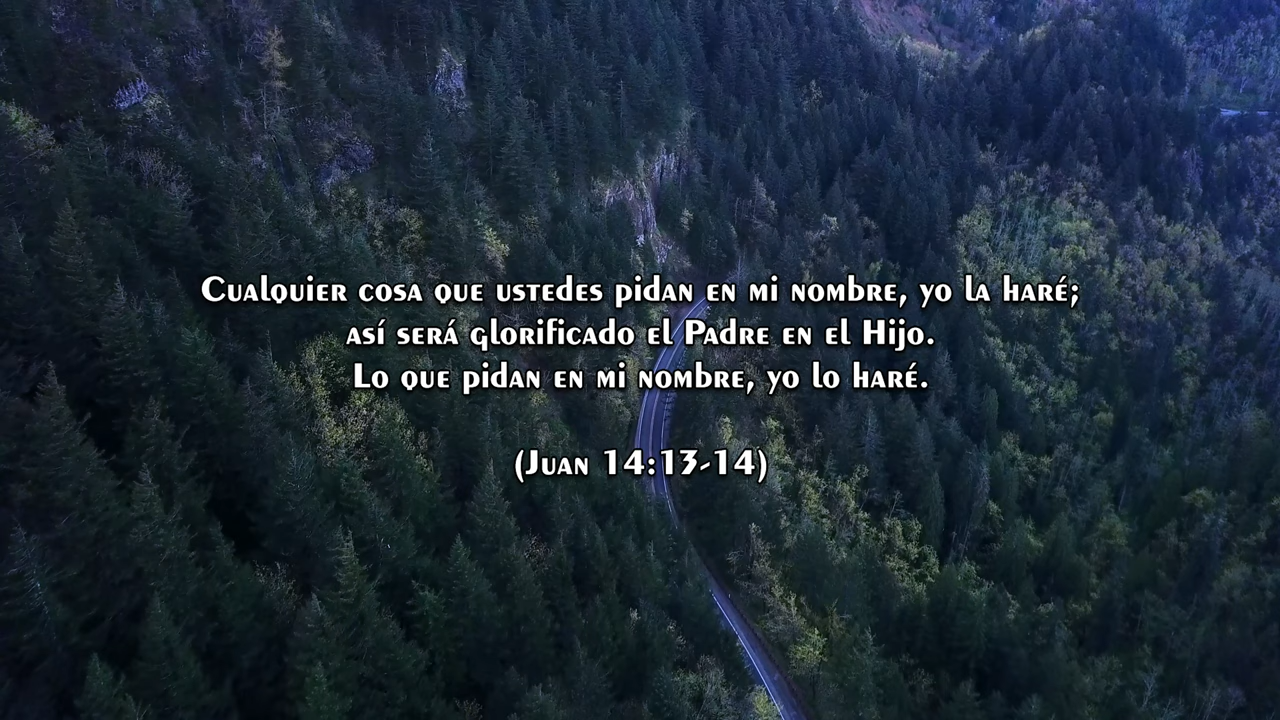 Cualquier cosa que ustedes pidan en mi nombre, yo la haré;
así será glorificado el Padre en el Hijo.
Lo que pidan en mi nombre, yo lo haré.
(Juan 14:13-14)